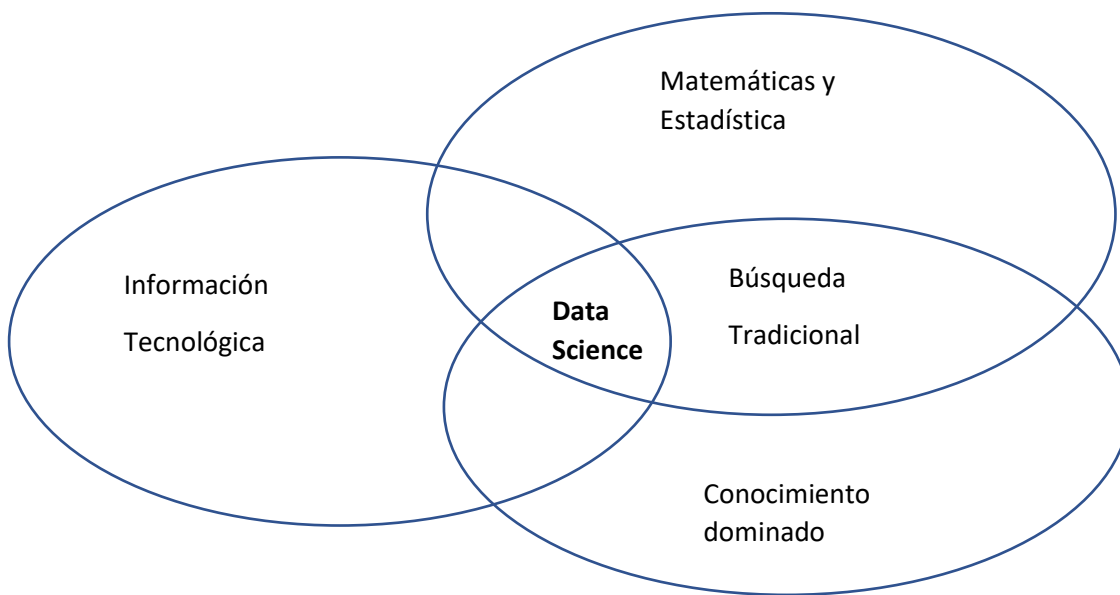 Matemáticas y
Estadística
Información
Tecnológica
Búsqueda
Tradicional
Data
Science
Conocimiento
dominado